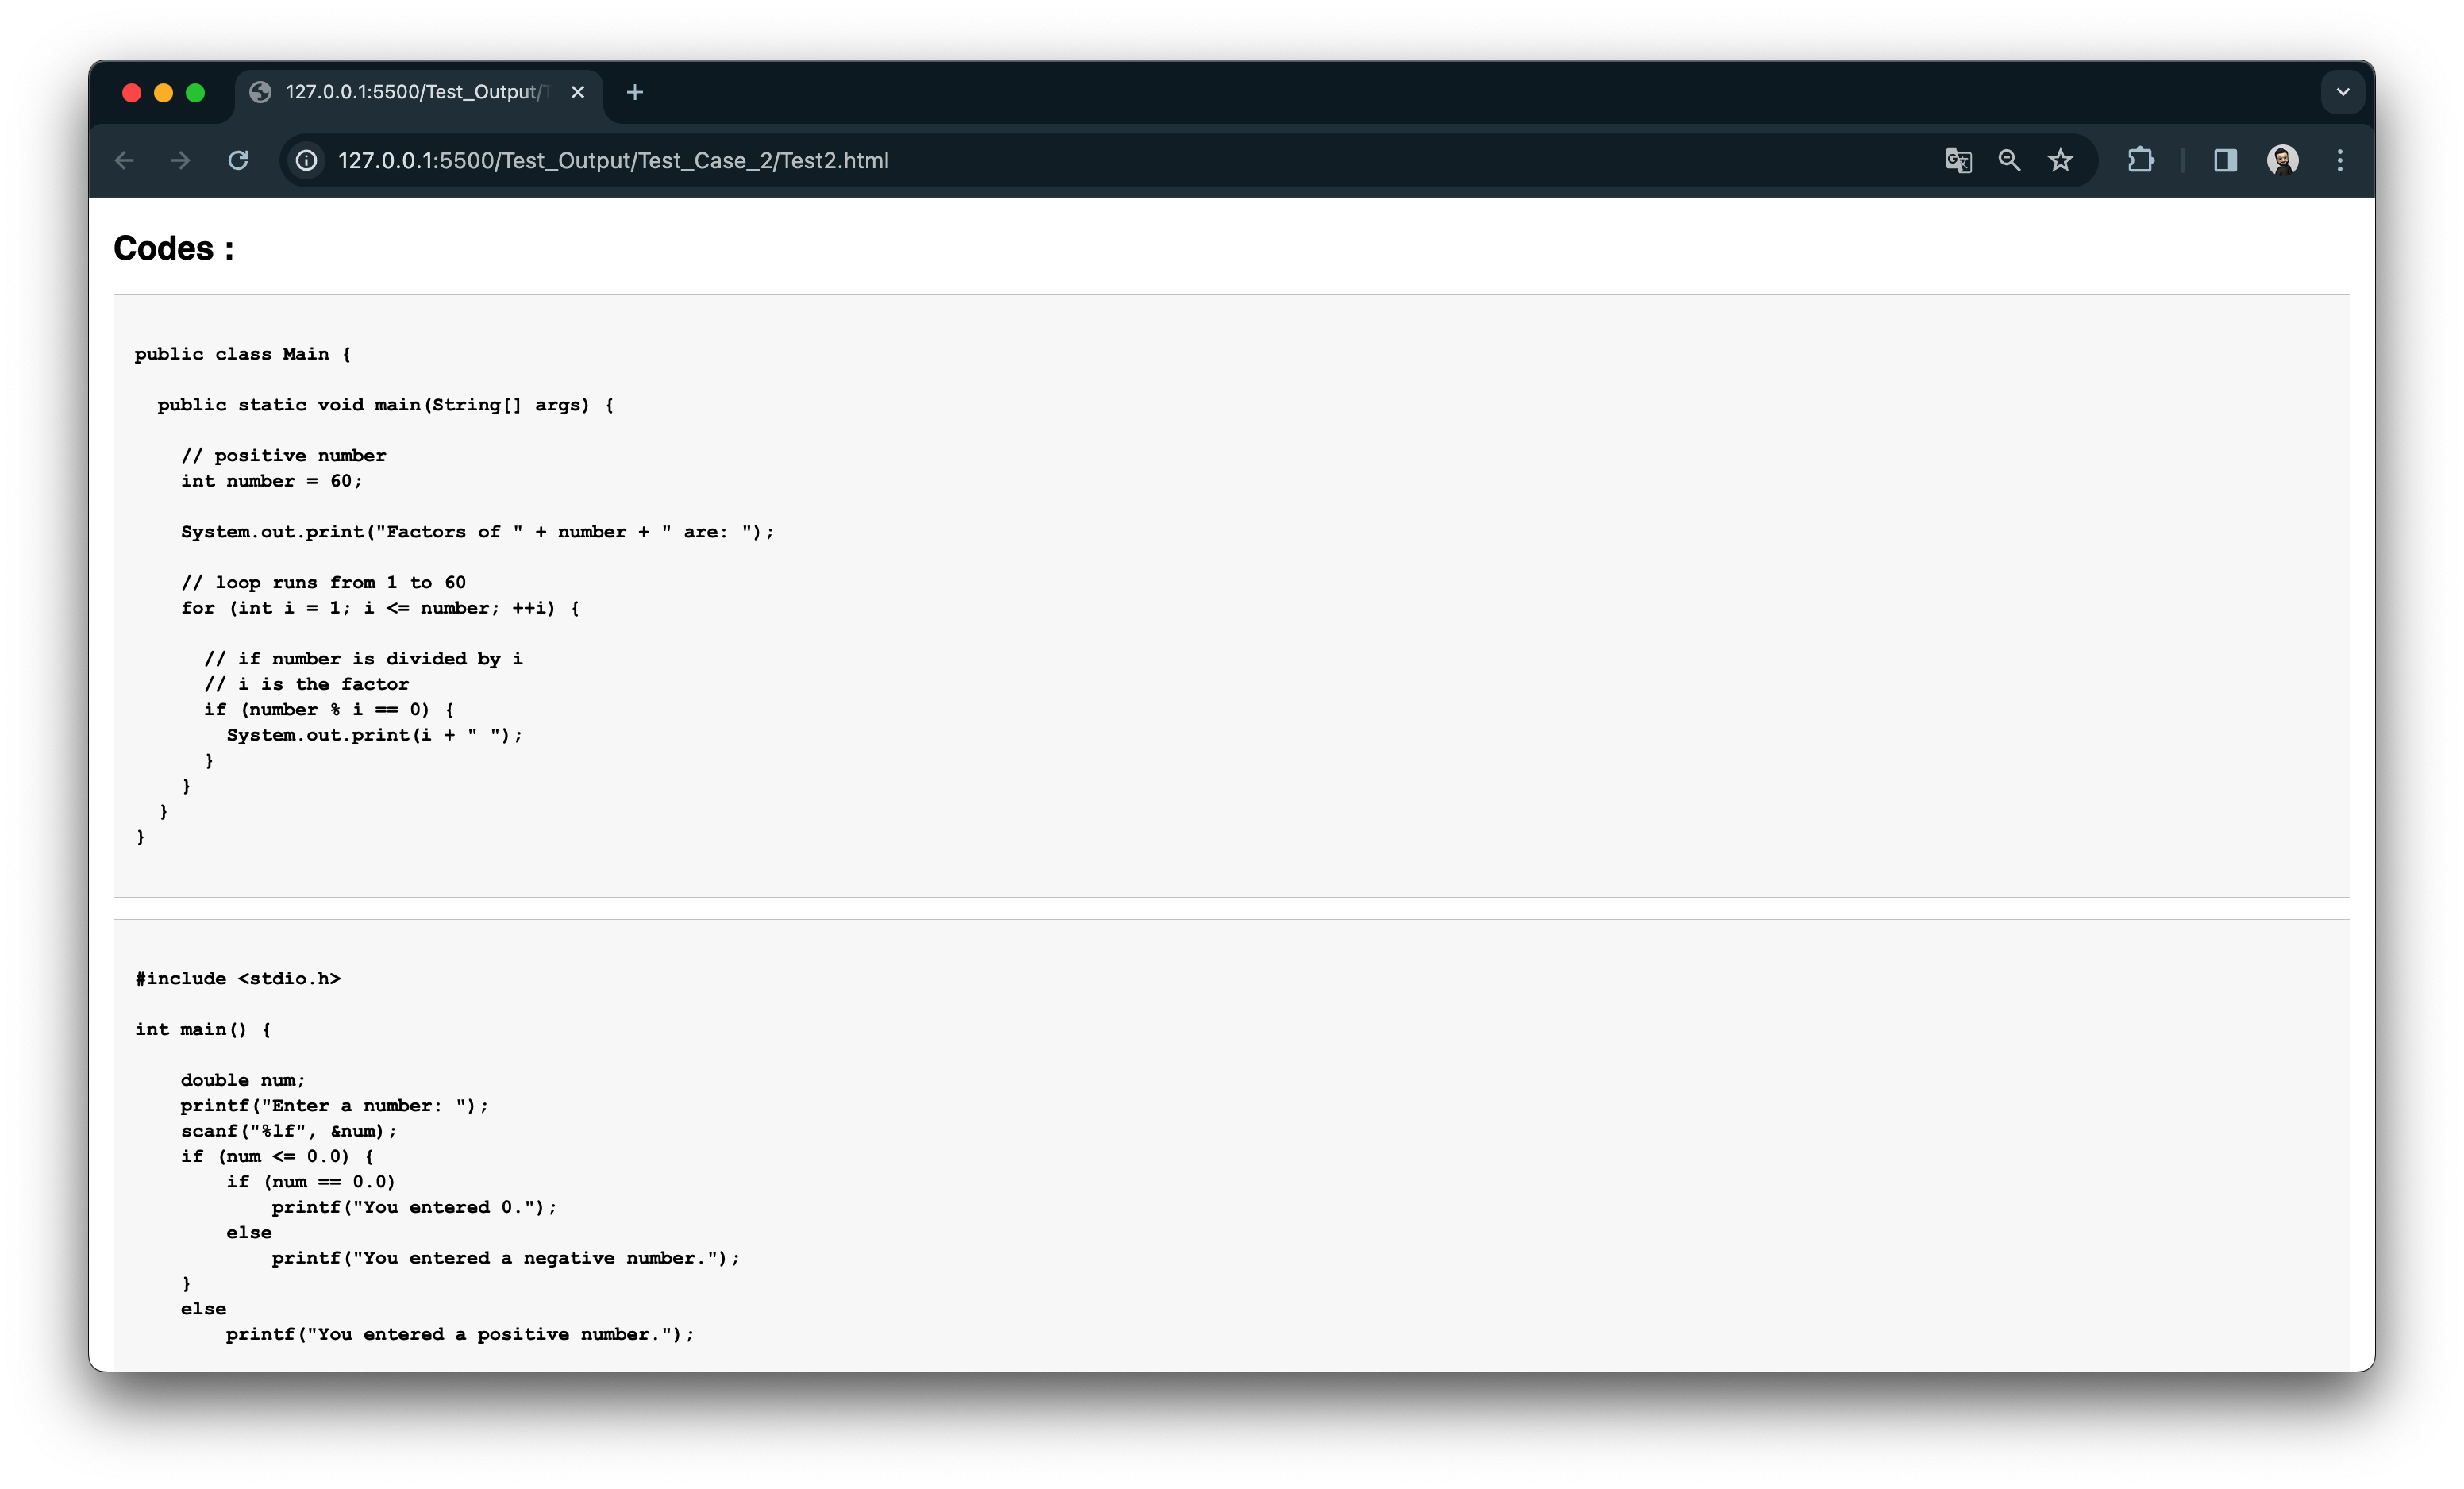 127.0.0.1:5500/Test_Output/
127.0.0.1:5500/Test_Output/Test_Case_2/Test2.html
Codes :
public class Main {
  public static void main(String[] args) {
    // positive number
    int number = 60;
    System.out.print("Factors of " + number + " are: ");
    // loop runs from 1 to 60
    for (int i = 1; i <= number; ++i) {
      // if number is divided by i
      // i is the factor
      if (number % i == 0) {
        System.out.print(i + " ");
      }
    }
  }
}
#include <stdio.h>
int main() {
    double num;
    printf("Enter a number: ");
    scanf("%lf", &num);
    if (num <= 0.0) {
        if (num == 0.0)
            printf("You entered 0.");
        else
            printf("You entered a negative number.");
    }
    else
        printf("You entered a positive number.");